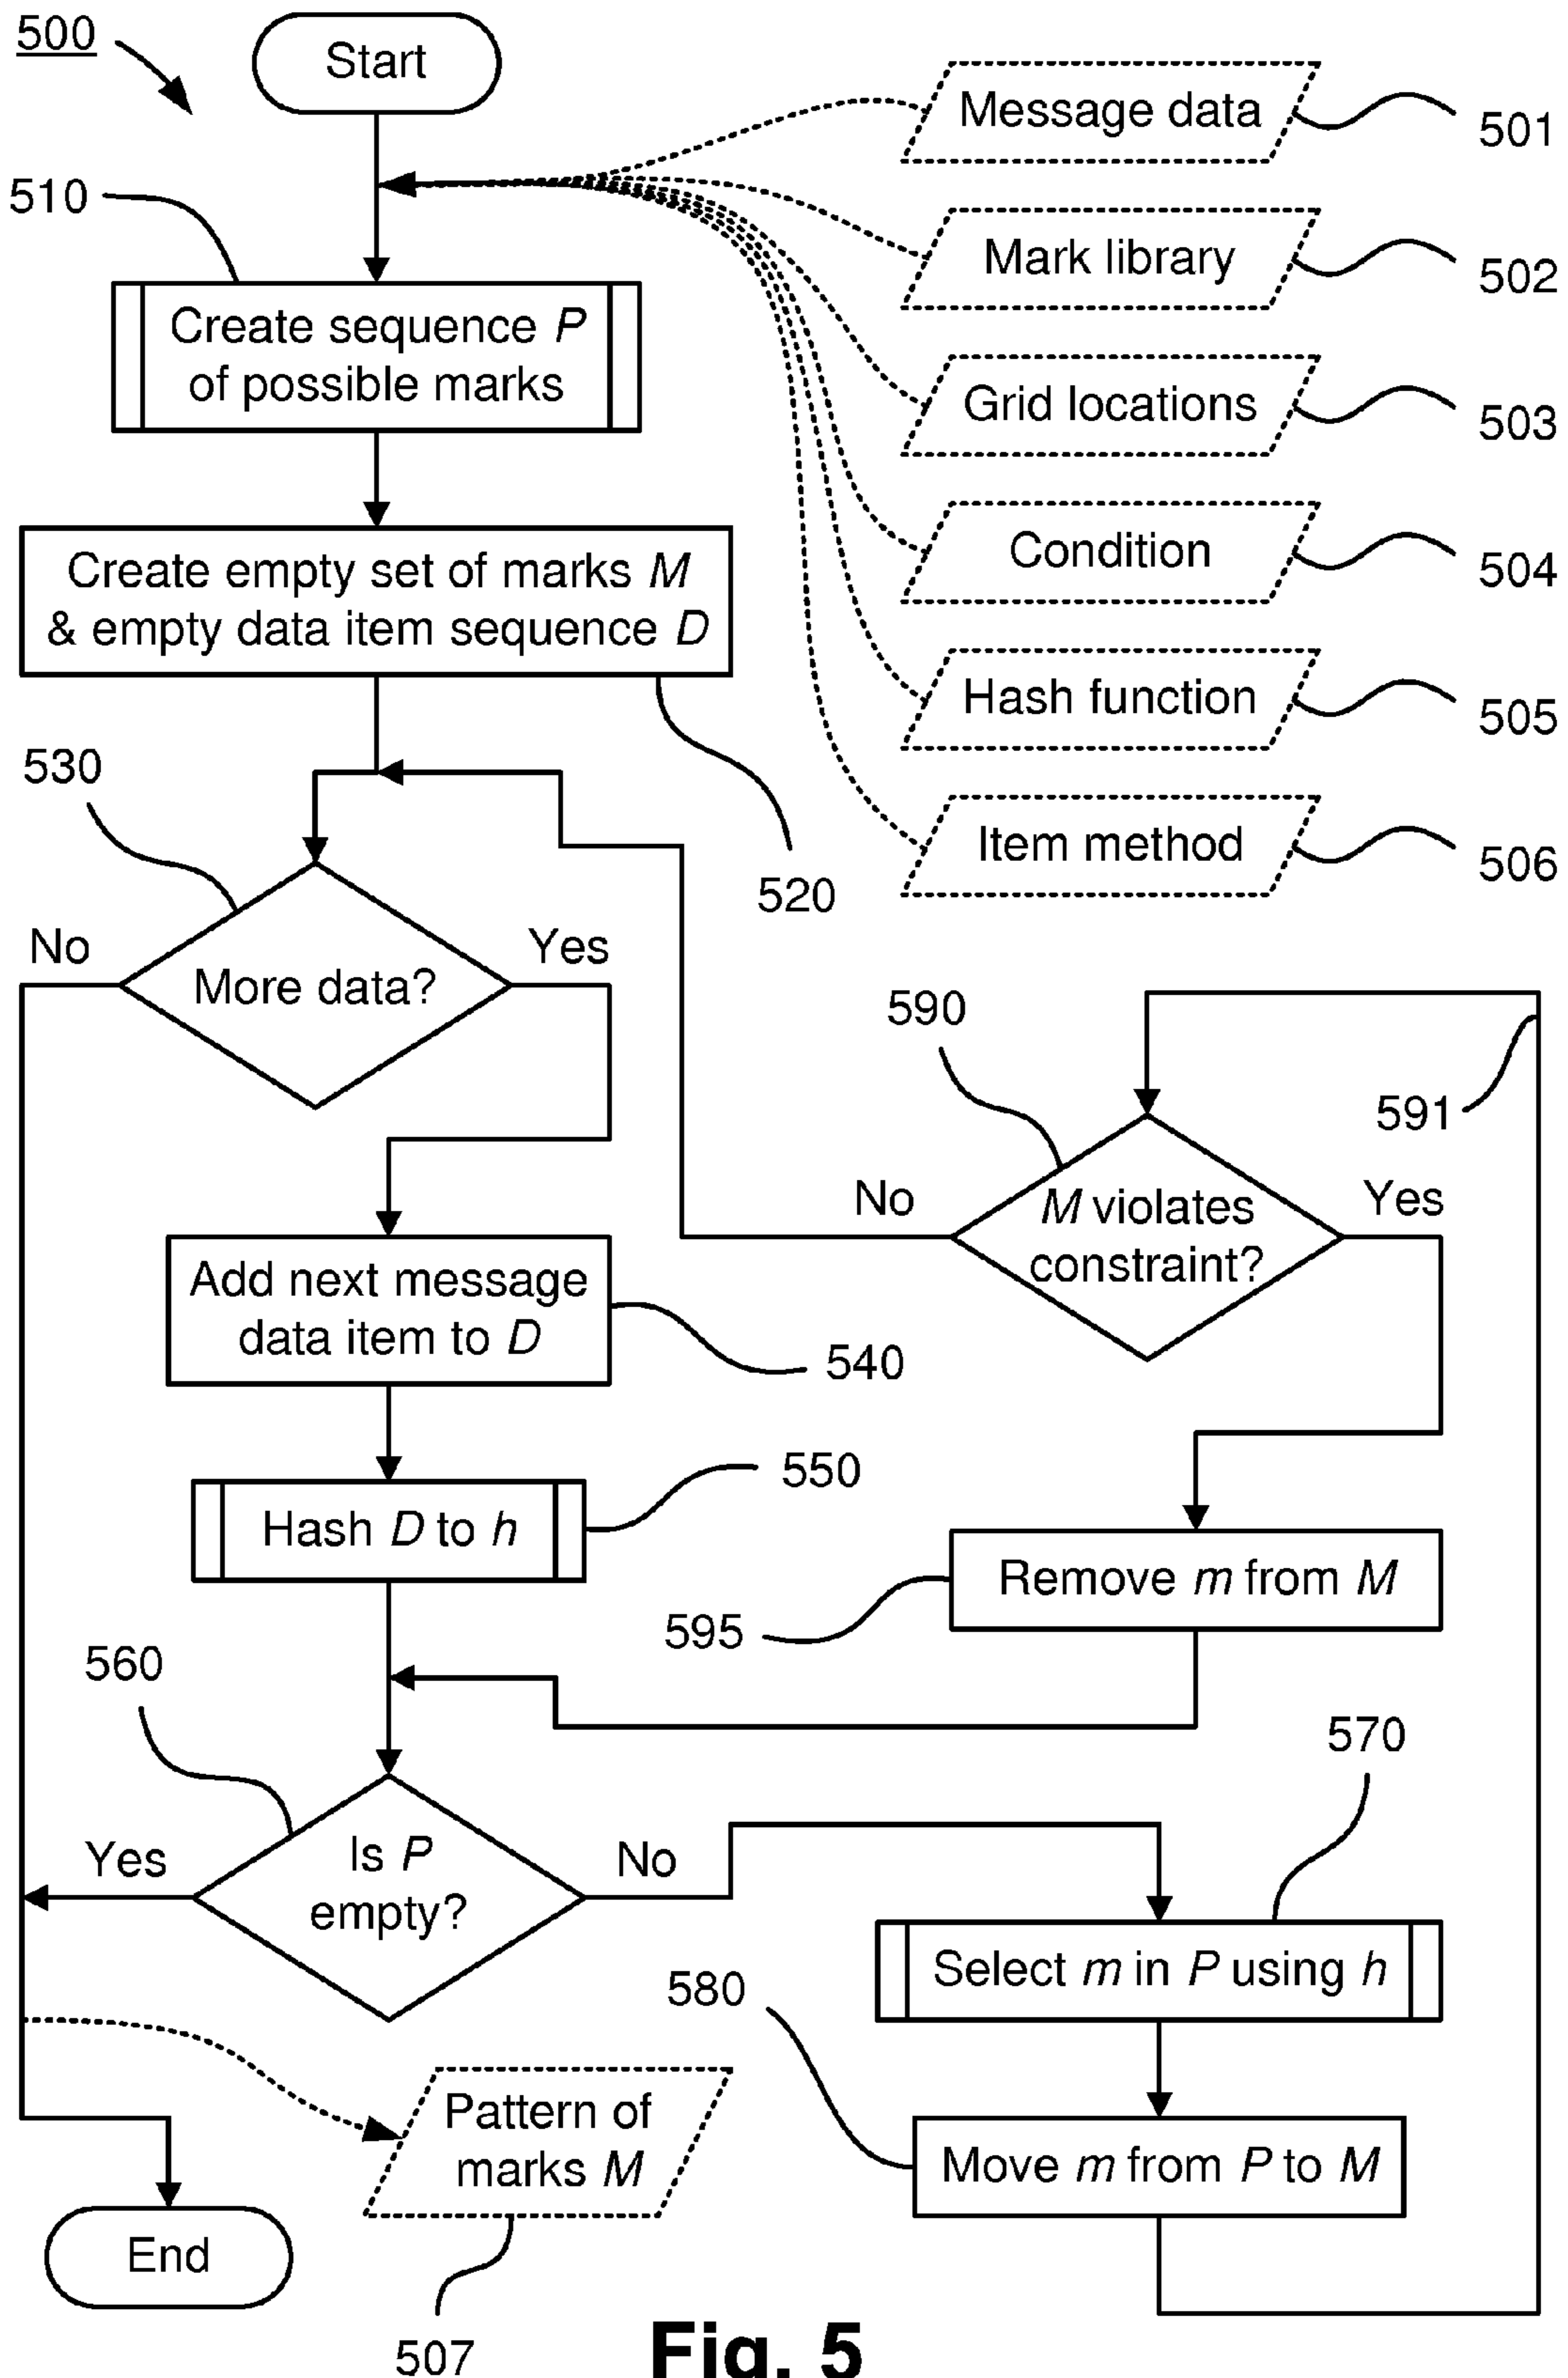 500
Start
Message data
501
510
Mark library
502
Create sequence P
of possible marks
Grid locations
503
Create empty set of marks M
& empty data item sequence D
Condition
504
Hash function
505
530
520
Item method
506
No
Yes
More data?
590
591
No
Yes
M violates
constraint?
Add next message
data item to D
540
550
Hash D to h
Remove m from M
595
560
570
Yes
No
Is P
empty?
Select m in P using h
580
Pattern of
marks M
Move m from P to M
End
507
Fig. 5